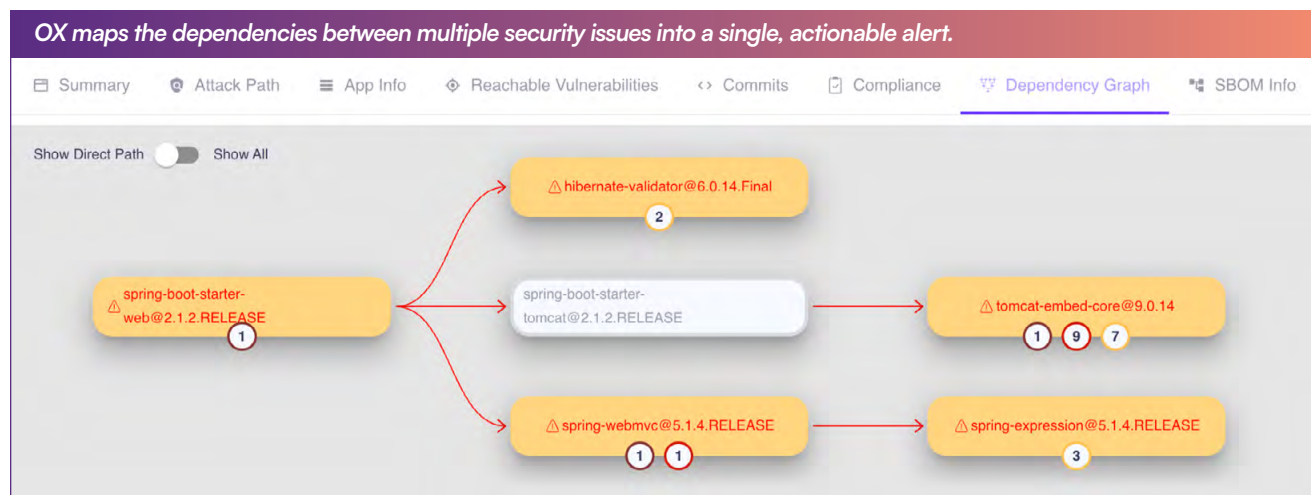 OX maps the dependencies between multiple security issues into a single, actionable alert.
Summary Attack Path App Info Reachable Vulnerabilities <> Commits Compliance Dependency Graph SBOM Info
Show Direct Path Show All
hibernate-validator@6.0.14.Final
2
spring-boot-starter-
web@2.1.2.RELEASE
1
spring-boot-starter-
tomcat@2.1.2.RELEASE
tomcat-embed-core@9.0.14
1 9 7
spring-webmvc@5.1.4.RELEASE
1 1
spring-expression@5.1.4.RELEASE
3